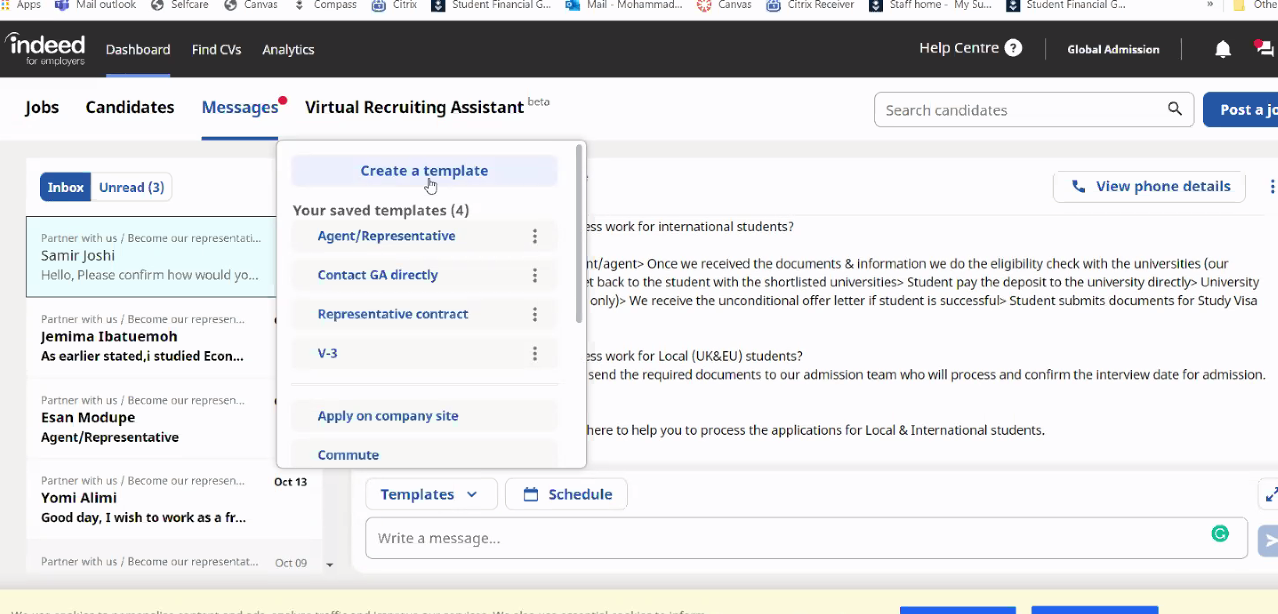 Apps Mail outlook Selfcare Canvas Compass Citrix Student Financial G... Mail - Mohammad... Canvas Citrix Receiver Staff home - My Su... Student Financial G... » Othe
indeed
for employers
Dashboard Find CVs Analytics Help Centre ? Global Admission
Jobs Candidates Messages Virtual Recruiting Assistant beta Search candidates Post a jo
Inbox Unread (3)
View phone details
Partner with us / Become our representati...
Samir Joshi
Hello, Please confirm how would yo...
Partner with us / Become our represen...
Jemima Ibatuemoh
As earlier stated,i studied Econ...
Partner with us / Become our represen...
Esan Modupe
Agent/Representative
Partner with us / Become our represen... Oct 13
Yomi Alimi
Good day, I wish to work as a fr...
Partner with us / Become our representat... Oct 09
Create a template
Your saved templates (4)
Agent/Representative
Contact GA directly
Representative contract
V-3
Apply on company site
Commute
ess work for international students?
nt/agent> Once we received the documents & information we do the eligibility check with the universities (our
t back to the student with the shortlisted universities> Student pay the deposit to the university directly> University
only)> We receive the unconditional offer letter if student is successful> Student submits documents for Study Visa
ess work for Local (UK&EU) students?
send the required documents to our admission team who will process and confirm the interview date for admission.
here to help you to process the applications for Local & International students.
Templates Schedule
Write a message...